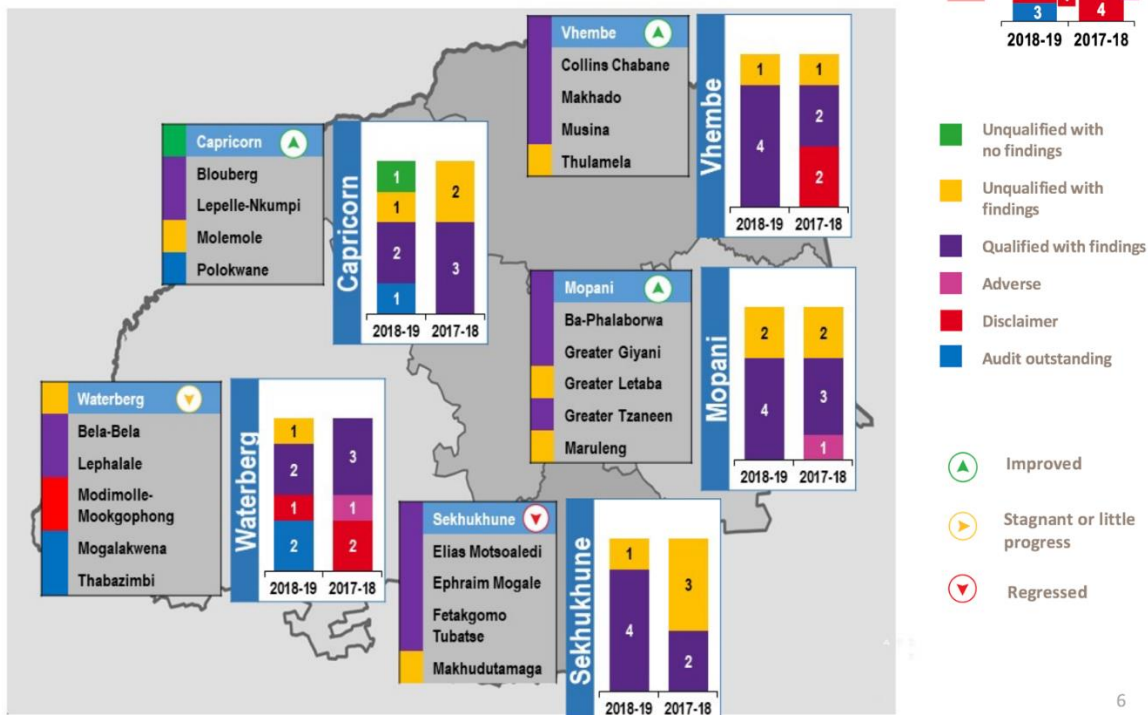 3
4
2018-19
2017-18
Vhembe
Collins Chabane
Makhado
Musina
Thulamela
Vhembe
1
4
1
2
2
2018-19
2017-18
Capricorn
Blouberg
Lepelle-Nkumpi
Molemole
Polokwane
Capricorn
1
1
2
1
2
3
2018-19
2017-18
Mopani
Ba-Phalaborwa
Greater Giyani
Greater Letaba
Greater Tzaneen
Maruleng
Mopani
2
4
2
3
1
2018-19
2017-18
Waterberg
Bela-Bela
Lephalale
Modimolle-
Mookgophong
Mogalakwena
Thabazimbi
Waterberg
1
2
1
2
3
1
2
2018-19
2017-18
Sekhukhune
Elias Motsoaledi
Ephraim Mogale
Fetakgomo
Tubatse
Makhudutamaga
Sekhukhune
1
4
3
2
2018-19
2017-18
Unqualified with
no findings
Unqualified with
findings
Qualified with findings
Adverse
Disclaimer
Audit outstanding
Improved
Stagnant or little
progress
Regressed
6